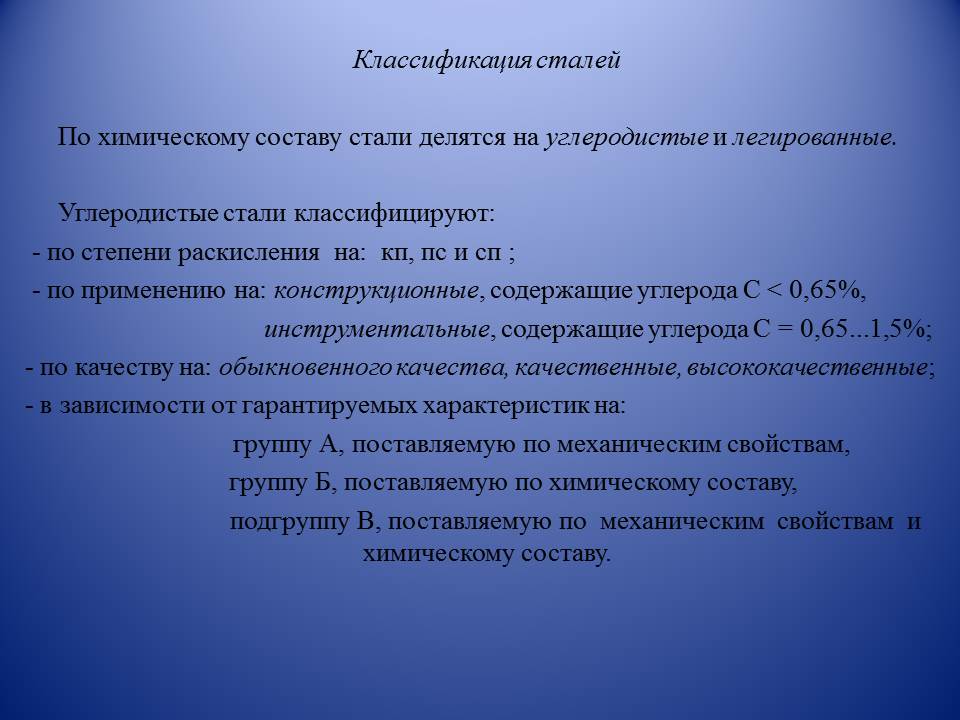 Классификация сталей
По химическому составу стали делятся на углеродистые и легированные.
Углеродистые стали классифицируют:
- по степени раскисления на: кп, пс и сп ;
- по применению на: конструкционные, содержащие углерода С < 0,65%,
инструментальные, содержащие углерода С = 0,65...1,5%;
- по качеству на: обыкновенного качества, качественные, высококачественные;
- в зависимости от гарантируемых характеристик на:
группу А, поставляемую по механическим свойствам,
группу Б, поставляемую по химическому составу,
подгруппу В, поставляемую по механическим свойствам и
химическому составу.